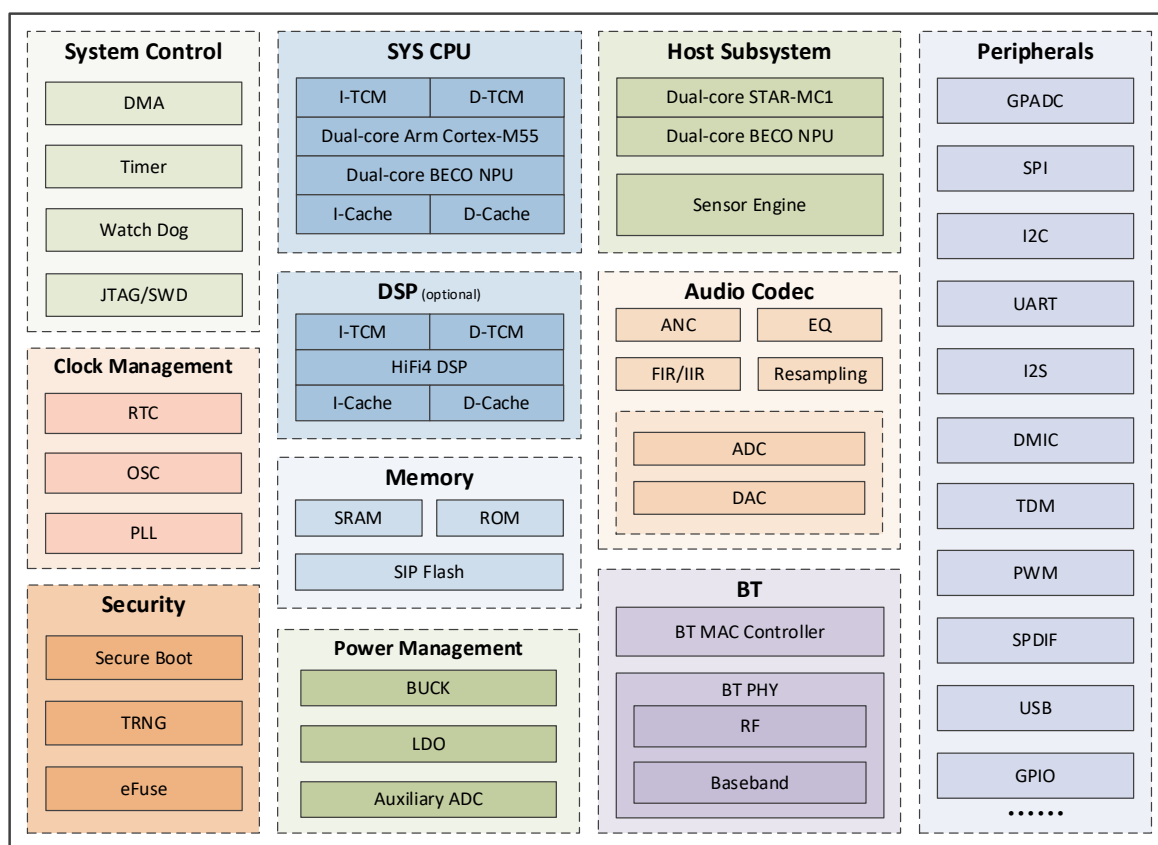 System Control
DMA
Timer
Watch Dog
JTAG/SWD
Clock Management
RTC
OSC
PLL
Security
Secure Boot
TRNG
eFuse
SYS CPU
I-TCM D-TCM
Dual-core Arm Cortex-M55
Dual-core BECO NPU
I-Cache D-Cache
DSP (optional)
I-TCM D-TCM
HiFi4 DSP
I-Cache D-Cache
Memory
SRAM ROM
SIP Flash
Power Management
BUCK
LDO
Auxiliary ADC
Host Subsystem
Dual-core STAR-MC1
Dual-core BECO NPU
Sensor Engine
Audio Codec
ANC EQ
FIR/IIR Resampling
ADC
DAC
BT
BT MAC Controller
BT PHY
RF
Baseband
Peripherals
GPADC
SPI
I2C
UART
I2S
DMIC
TDM
PWM
SPDIF
USB
GPIO
······